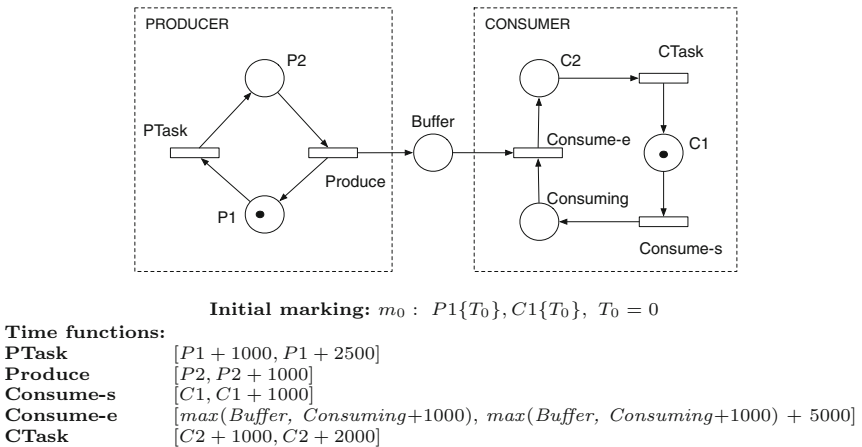 PRODUCER
CONSUMER
P2
C2
CTask
PTask
Buffer
Consume-e
C1
Produce
Consuming
P1
Consume-s
Initial marking: m₀ : P1{T₀}, C1{T₀}, T₀ = 0
Time functions:
PTask [P1 + 1000, P1 + 2500]
Produce [P2, P2 + 1000]
Consume-s [C1, C1 + 1000]
Consume-e [max(Buffer, Consuming+1000), max(Buffer, Consuming+1000) + 5000]
CTask [C2 + 1000, C2 + 2000]